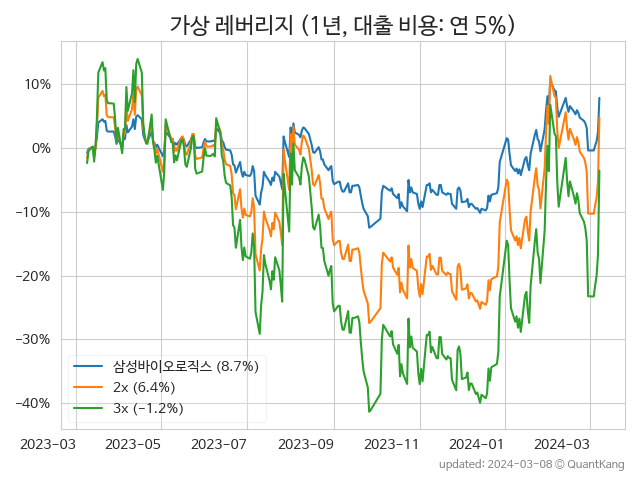 가상 레버리지 (1년, 대출 비용: 연 5%)
10%
0%
−10%
−20%
−30%
−40%
삼성바이오로직스 (8.7%)
2x (6.4%)
3x (−1.2%)
2023-03 2023-05 2023-07 2023-09 2023-11 2024-01 2024-03
updated: 2024-03-08 © QuantKang